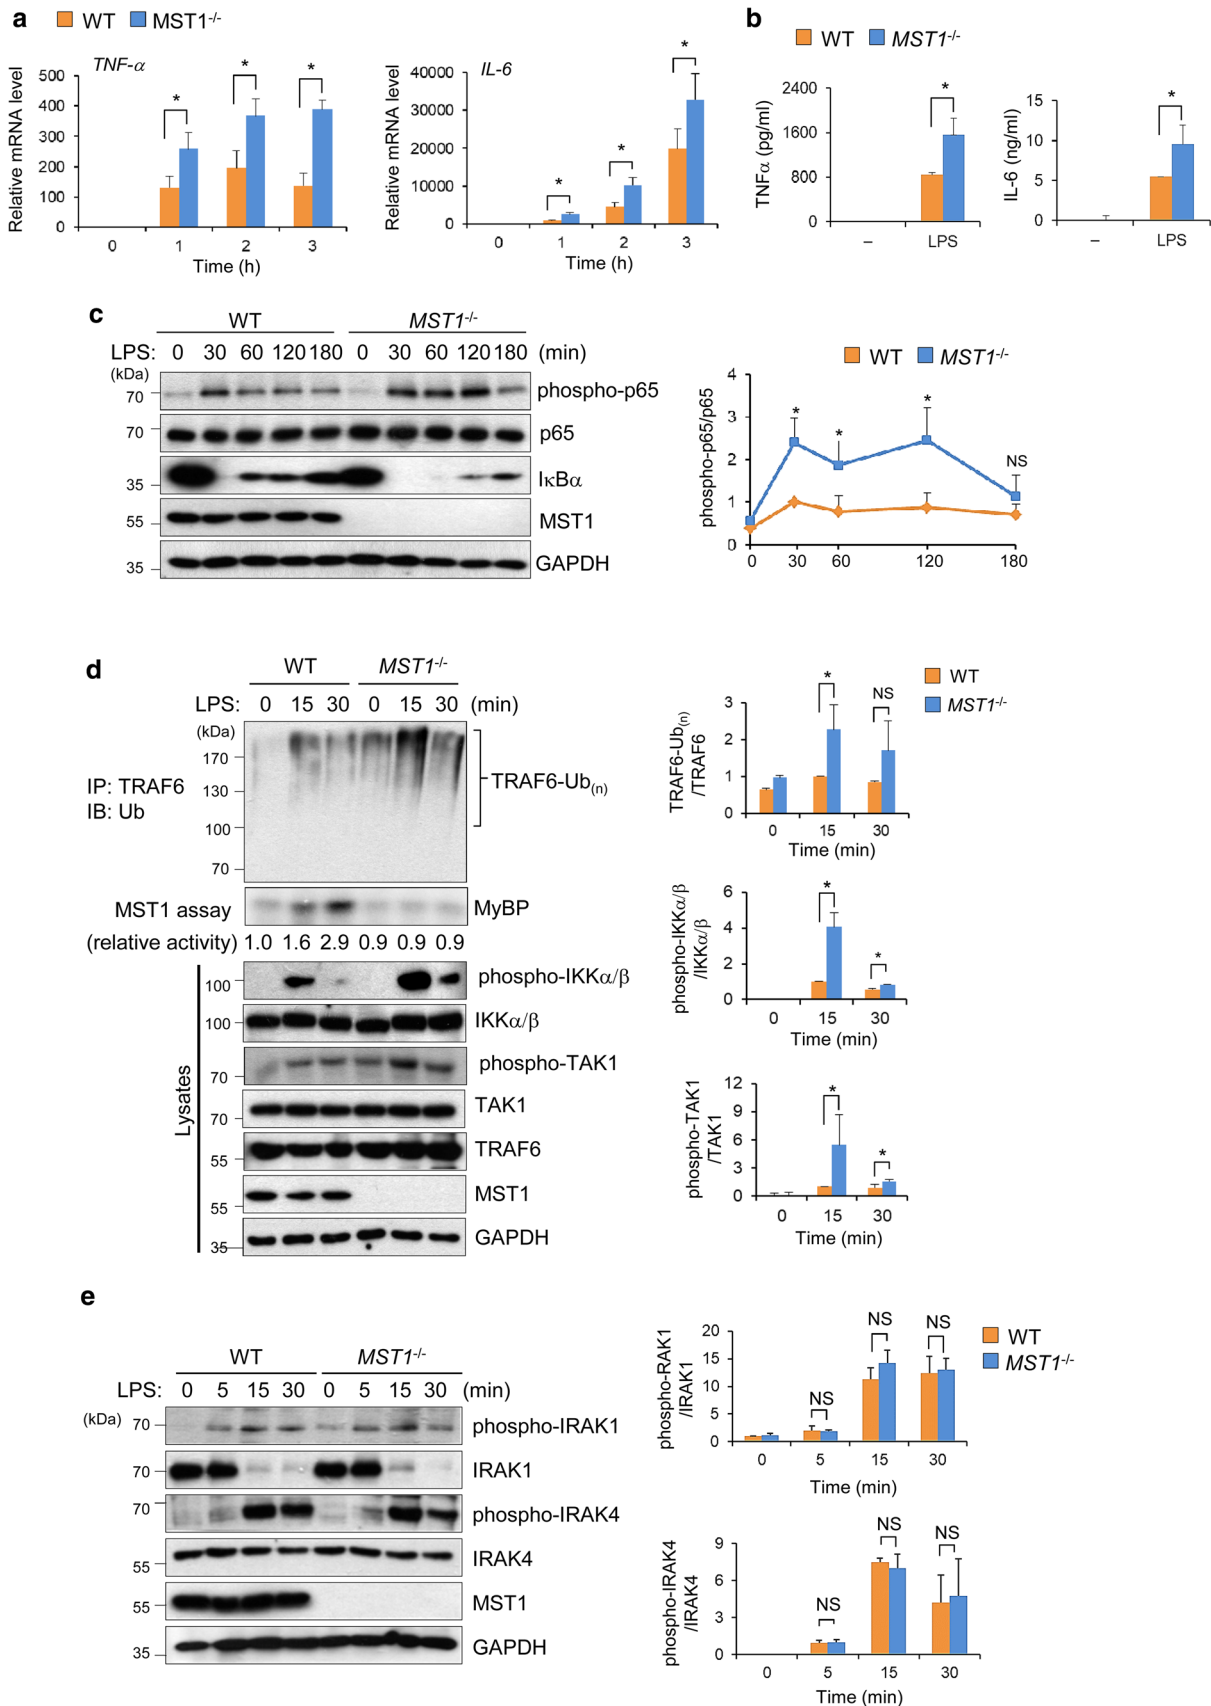 a
WT MST1-/-
TNF-α
Relative mRNA level
500
400
300
200
100
0
* * *
0 1 2 3
Time (h)
IL-6
Relative mRNA level
40000
30000
20000
10000
0
* * *
0 1 2 3
Time (h)
b
WT MST1-/-
TNFα (pg/ml)
2400
1600
800
0
*
– LPS
IL-6 (ng/ml)
15
10
5
0
*
– LPS
c
WT MST1-/-
LPS: 0 30 60 120 180 0 30 60 120 180 (min)
(kDa)
70 phospho-p65
70 p65
35 IκBα
55 MST1
35 GAPDH
WT MST1-/-
phospho-p65/p65
4
3
2
1
0
* * * NS
0 30 60 120 180
d
WT MST1-/-
LPS: 0 15 30 0 15 30 (min)
(kDa)
170
130
100
70
IP: TRAF6
IB: Ub
TRAF6-Ub(n)
MST1 assay MyBP
(relative activity) 1.0 1.6 2.9 0.9 0.9 0.9
Lysates
100 phospho-IKKα/β
100 IKKα/β
70 phospho-TAK1
70 TAK1
55 TRAF6
55 MST1
35 GAPDH
WT
MST1-/-
TRAF6-Ub(n)
/TRAF6
3
2
1
0
* NS
0 15 30
Time (min)
phospho-IKKα/β
/IKKα/β
6
4
2
0
* *
0 15 30
Time (min)
phospho-TAK1
/TAK1
12
9
6
3
0
* *
0 15 30
Time (min)
e
WT MST1-/-
LPS: 0 5 15 30 0 5 15 30 (min)
(kDa)
70 phospho-IRAK1
70 IRAK1
70 phospho-IRAK4
55 IRAK4
55 MST1
35 GAPDH
WT
MST1-/-
phospho-RAK1
/IRAK1
20
15
10
5
0
NS NS NS
0 5 15 30
Time (min)
phospho-IRAK4
/IRAK4
9
6
3
0
NS NS NS
0 5 15 30
Time (min)